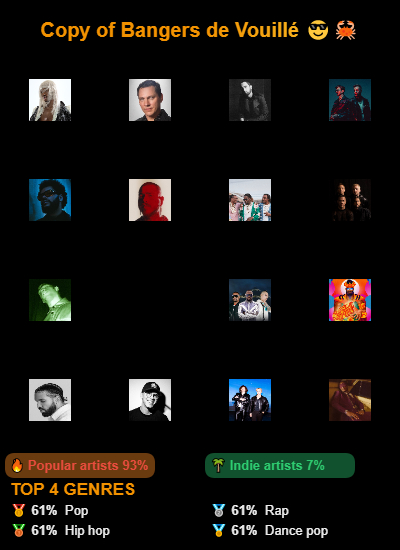 Copy of Bangers de Vouillé 😎 🦀
🔥 Popular artists 93%
🌴 Indie artists 7%
TOP 4 GENRES
🥇 61% Pop
🥈 61% Rap
🥉 61% Hip hop
🏅 61% Dance pop